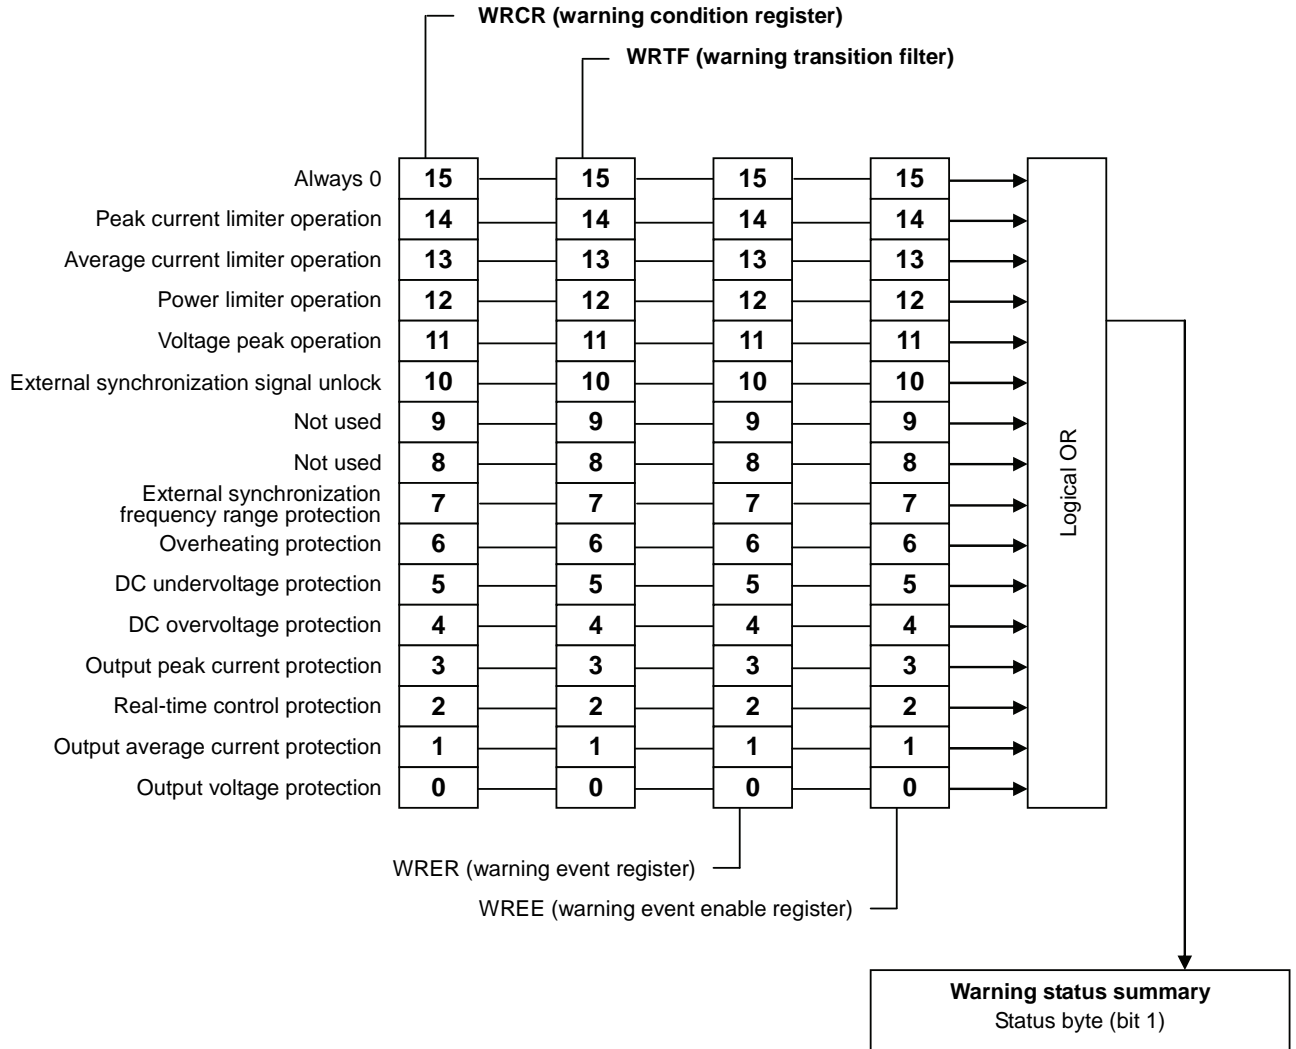 WRCR (warning condition register)
WRTF (warning transition filter)
Always 0 15 15 15 15
Peak current limiter operation 14 14 14 14
Average current limiter operation 13 13 13 13
Power limiter operation 12 12 12 12
Voltage peak operation 11 11 11 11
External synchronization signal unlock 10 10 10 10
Not used 9 9 9 9
Not used 8 8 8 8
External synchronization
frequency range protection 7 7 7 7
Overheating protection 6 6 6 6
DC undervoltage protection 5 5 5 5
DC overvoltage protection 4 4 4 4
Output peak current protection 3 3 3 3
Real-time control protection 2 2 2 2
Output average current protection 1 1 1 1
Output voltage protection 0 0 0 0
Logical OR
WRER (warning event register)
WREE (warning event enable register)
Warning status summary
Status byte (bit 1)